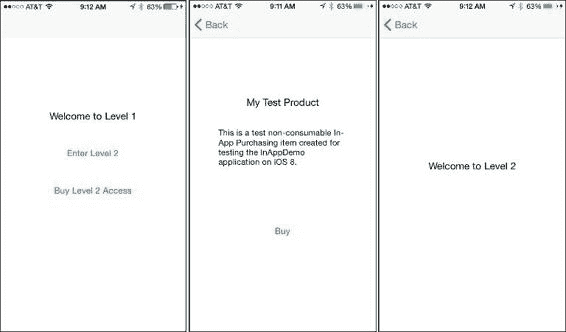 AT&T 9:12 AM 63%
Welcome to Level 1
Enter Level 2
Buy Level 2 Access
AT&T 9:11 AM 63%
Back
My Test Product
This is a test non-consumable In-
App Purchasing item created for
testing the InAppDemo
application on iOS 8.
Buy
AT&T 9:12 AM 63%
Back
Welcome to Level 2